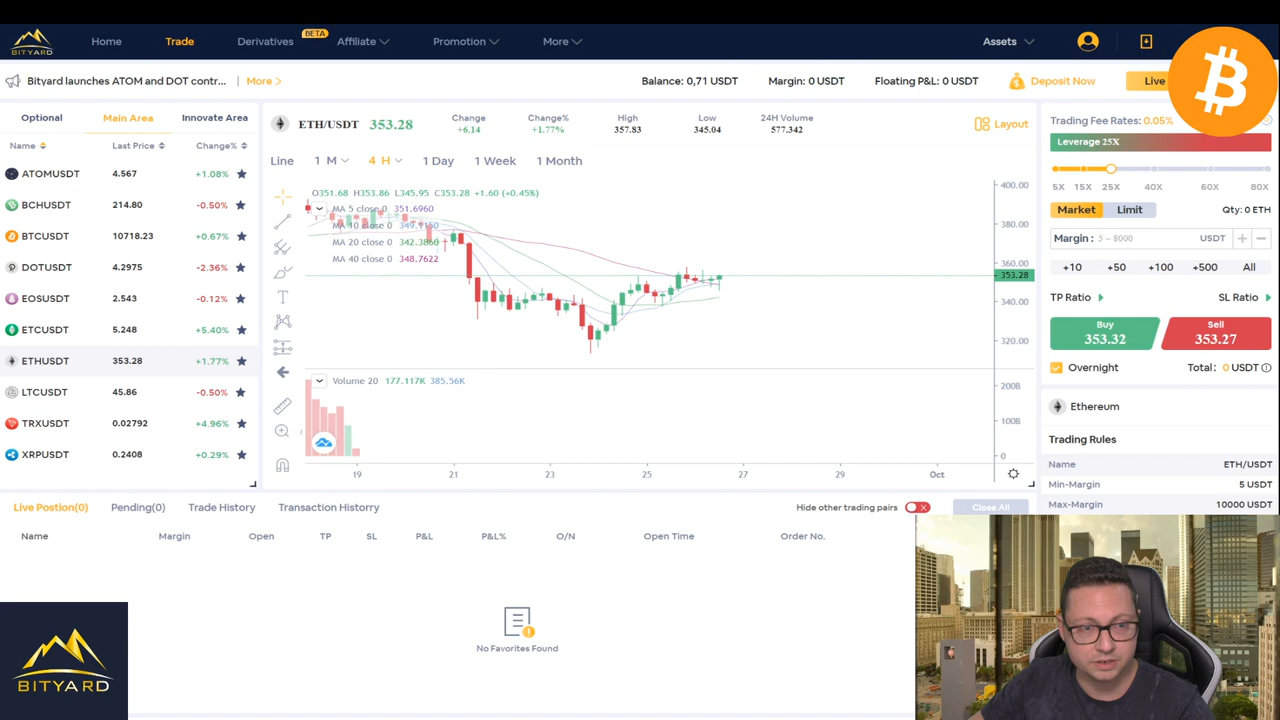 BITYARD
Home
Trade
Derivatives
BETA
Affiliate
Promotion
More
Assets
Bityard launches ATOM and DOT contr...
More >
Balance: 0,71 USDT
Margin: 0 USDT
Floating P&L: 0 USDT
Deposit Now
Live
Optional
Main Area
Innovate Area
Name
Last Price
Change%
ATOMUSDT 4.567 +1.08%
BCHUSDT 214.80 -0.50%
BTCUSDT 10718.23 +0.67%
DOTUSDT 4.2975 -2.36%
EOSUSDT 2.543 -0.12%
ETCUSDT 5.248 +5.40%
ETHUSDT 353.28 +1.77%
LTCUSDT 45.86 -0.50%
TRXUSDT 0.02792 +4.96%
XRPUSDT 0.2408 +0.29%
ETH/USDT 353.28
Change
+6.14
Change%
+1.77%
High
357.83
Low
345.04
24H Volume
577.342
Layout
Line 1 M 4 H 1 Day 1 Week 1 Month
O351.68 H353.86 L345.95 C353.28 +1.60 (+0.45%)
MA 5 close 0 351.6960
MA 10 close 0
MA 20 close 0 342.3860
MA 40 close 0 348.7622
400.00
380.00
360.00
353.28
340.00
320.00
Volume 20 177.117K 385.56K
200B
100B
0
19 21 23 25 27 29 Oct
Trading Fee Rates: 0.05%
Leverage 25X
5X 15X 25X 40X 60X 80X
Market
Limit
Qty: 0 ETH
Margin: 5 ~ 8000 USDT + −
+10 +50 +100 +500 All
TP Ratio
SL Ratio
Buy
353.32
Sell
353.27
Overnight
Total: 0 USDT
Ethereum
Trading Rules
Name ETH/USDT
Min-Margin 5 USDT
Max-Margin 10000 USDT
Live Postion(0)
Pending(0)
Trade History
Transaction Historry
Hide other trading pairs
Close All
Name Margin Open TP SL P&L P&L% O/N Open Time Order No.
No Favorites Found
BITYARD